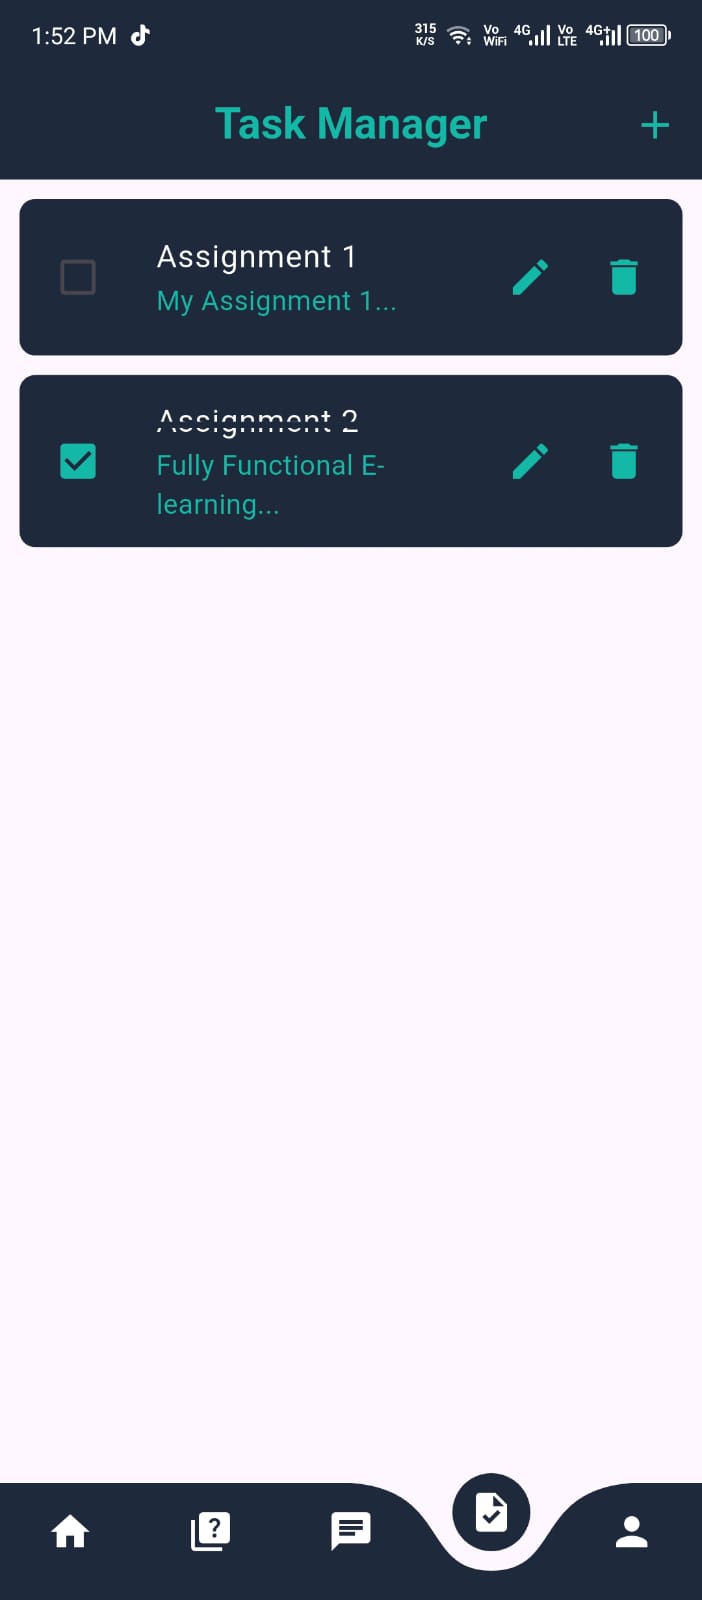 1:52 PM 315 K/S Vo WiFi 4G Vo LTE 4G+ 100
Task Manager
Assignment 1
My Assignment 1...
Assignment 2
Fully Functional E-
learning...
?